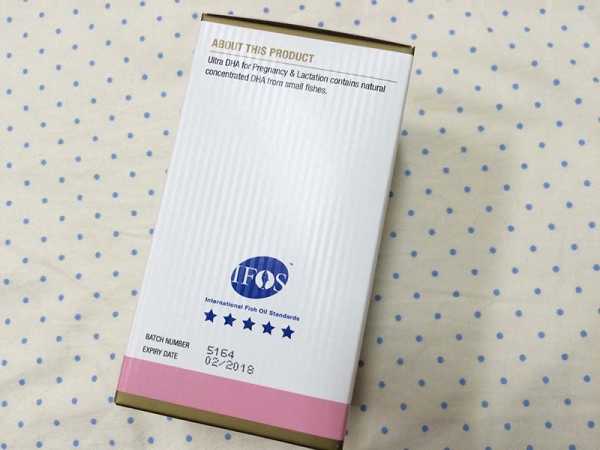 ABOUT THIS PRODUCT
Ultra DHA for Pregnancy & Lactation contains natural
concentrated DHA from small fishes.
IFOS™
International Fish Oil Standards
BATCH NUMBER 5164
EXPIRY DATE 02/2018